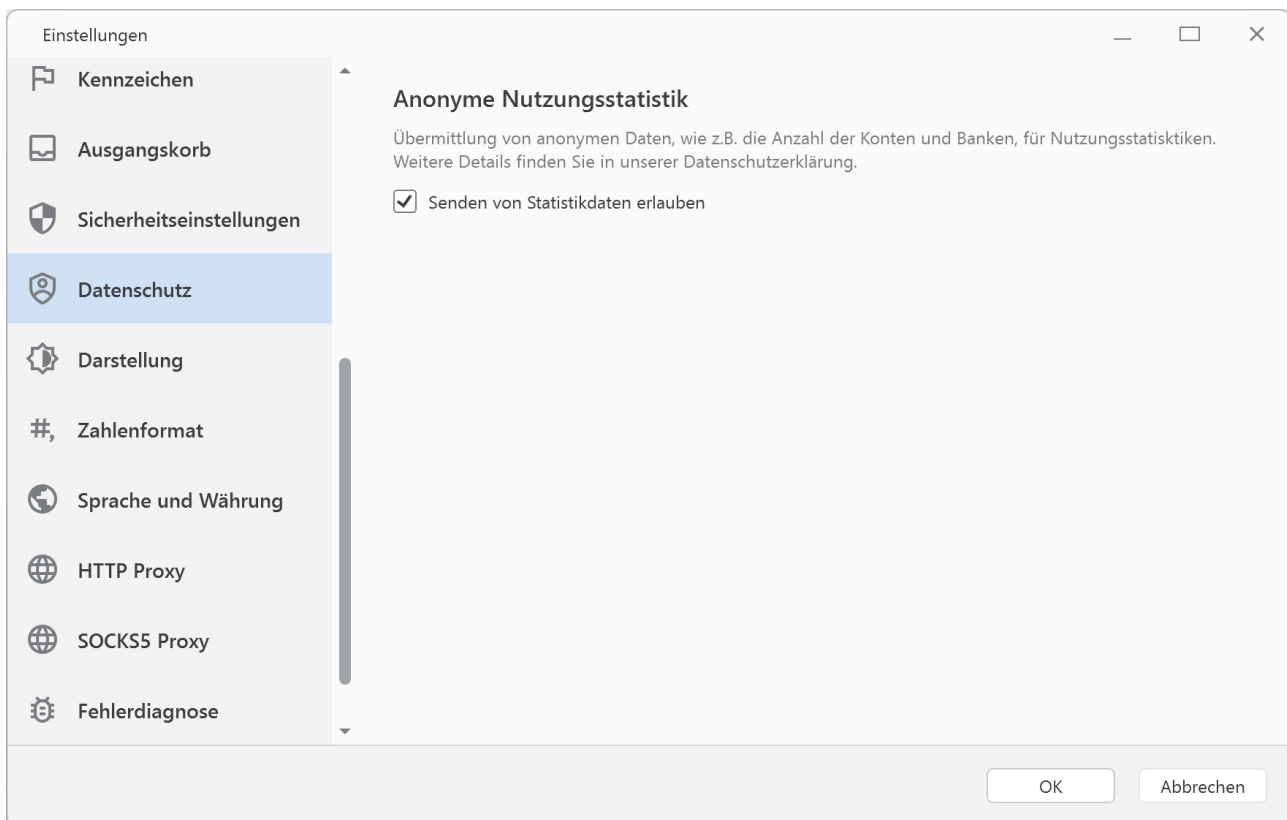 Einstellungen
Kennzeichen
Ausgangskorb
Sicherheitseinstellungen
Datenschutz
Darstellung
Zahlenformat
Sprache und Währung
HTTP Proxy
SOCKS5 Proxy
Fehlerdiagnose
Anonyme Nutzungsstatistik
Übermittlung von anonymen Daten, wie z.B. die Anzahl der Konten und Banken, für Nutzungsstatisktiken.
Weitere Details finden Sie in unserer Datenschutzerklärung.
Senden von Statistikdaten erlauben
OK
Abbrechen